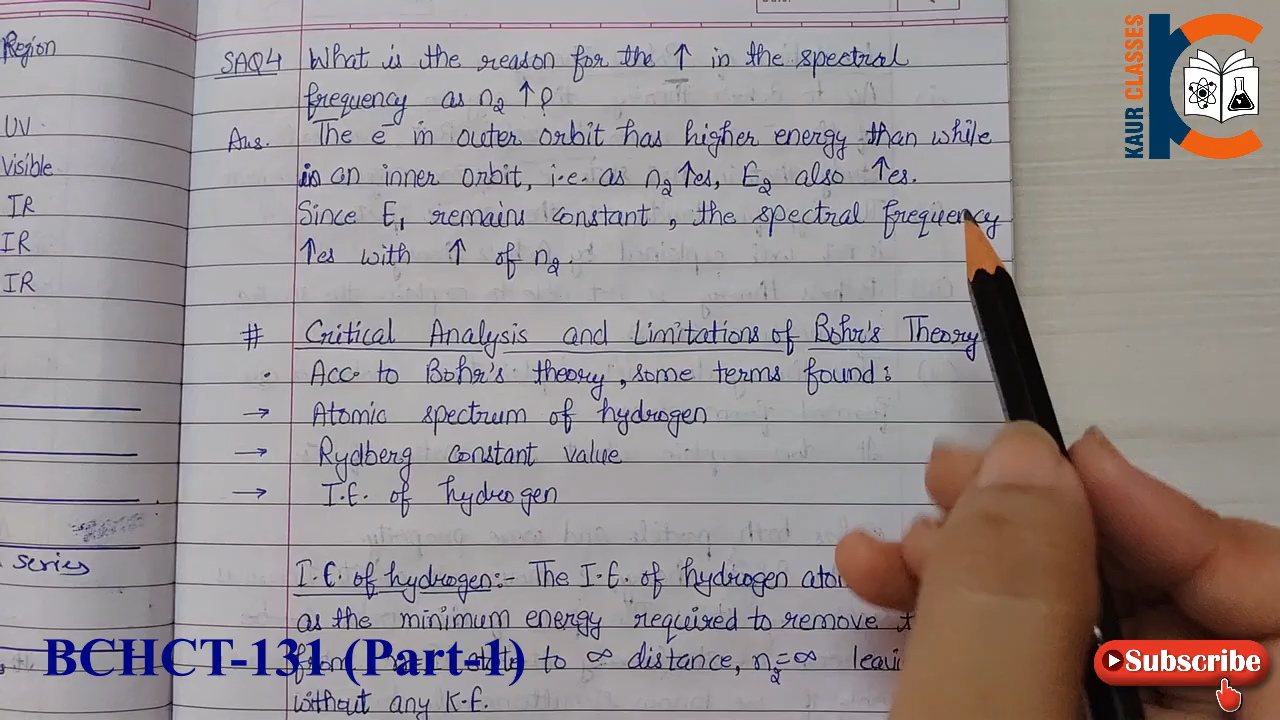 Region
UV
Visible
IR
IR
IR
series
SAQ4 What is the reason for the ↑ in the spectral
frequency as n₂ ↑?
Ans. The e⁻ in outer orbit has higher energy than while
in an inner orbit, i.e. as n₂ ↑es, E₂ also ↑es.
Since E₁ remains constant, the spectral frequency
↑es with ↑ of n₂.
# Critical Analysis and Limitations of Bohr's Theory
• Acc. to Bohr's theory, some terms found:
→ Atomic spectrum of hydrogen
→ Rydberg constant value
→ I.E. of hydrogen
I.E. of hydrogen:- The I.E. of hydrogen
as the minimum energy required to remove
to ∞ distance, n₂=∞
without any K.E.
KAUR CLASSES
BCHCT-131 (Part-1)
Subscribe